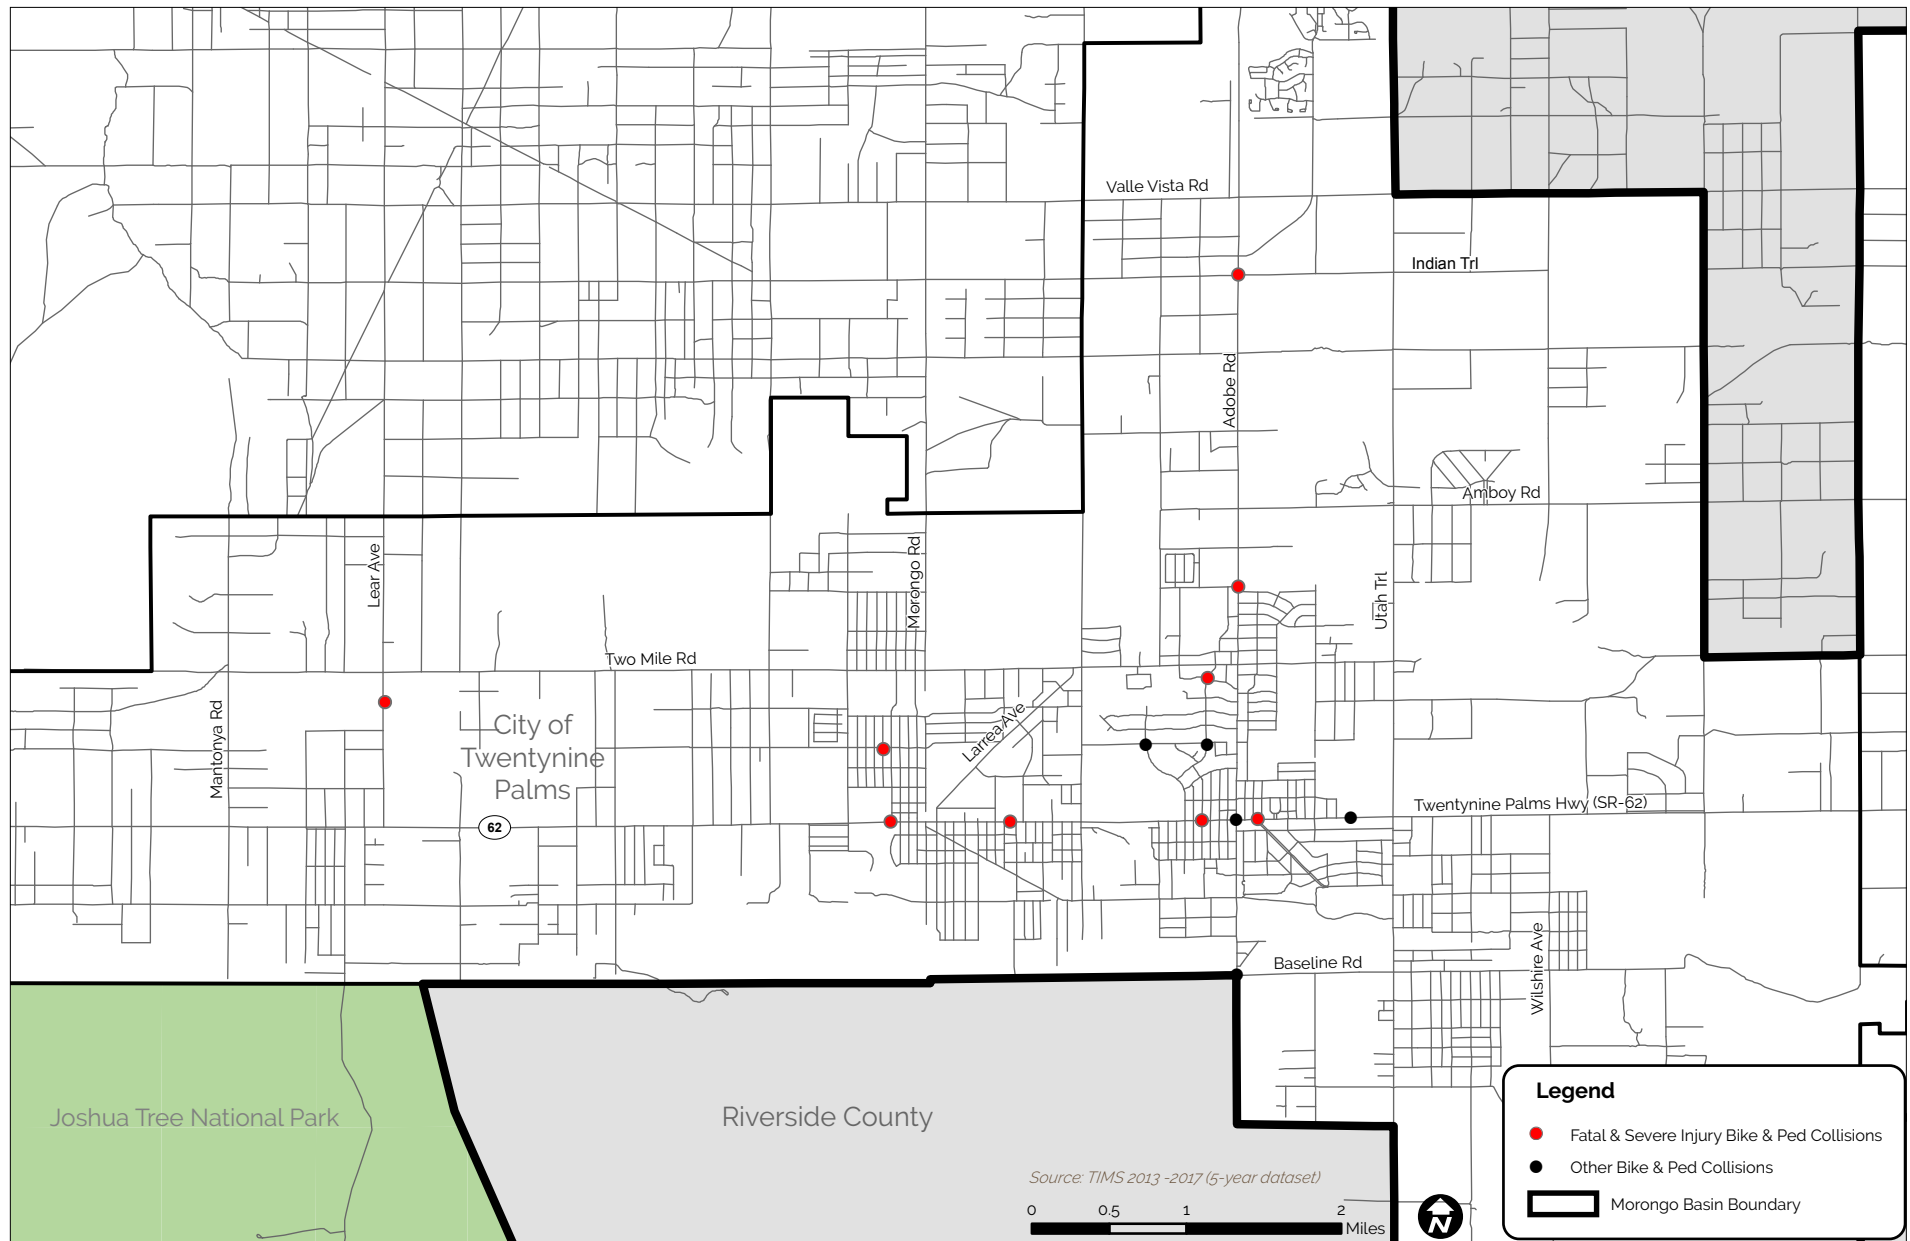 Valle Vista Rd
Indian Trl
Adobe Rd
Amboy Rd
Lear Ave
Morongo Rd
Utah Trl
Two Mile Rd
Mantonya Rd
City of
Twentynine
Palms
Larrea Ave
Twentynine Palms Hwy (SR-62)
62
Baseline Rd
Wilshire Ave
Joshua Tree National Park
Riverside County
Source: TIMS 2013 -2017 (5-year dataset)
0 0.5 1 2
Miles
N
Legend
Fatal & Severe Injury Bike & Ped Collisions
Other Bike & Ped Collisions
Morongo Basin Boundary